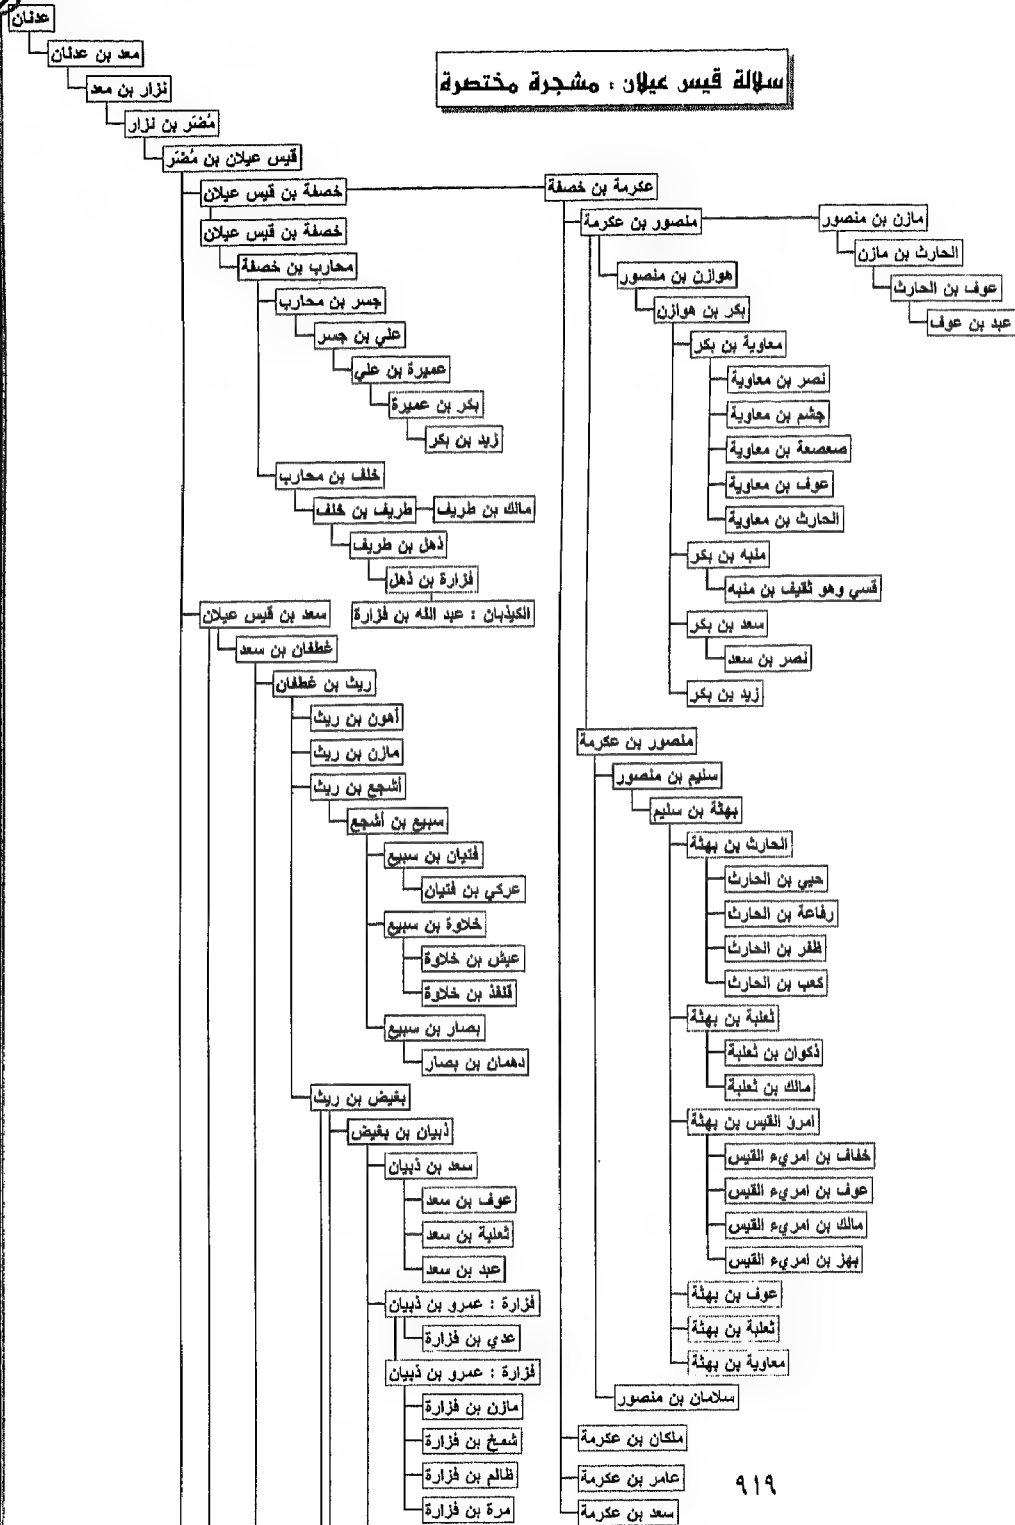 سلالة قيس عيلان : مشجرة مختصرة
عدنان
معد بن عدنان
نزار بن معد
مُضَر بن نزار
قيس عيلان بن مُضَر
خصفة بن قيس عيلان
خصفة بن قيس عيلان
محارب بن خصفة
جسر بن محارب
علي بن جسر
عميرة بن علي
بكر بن عميرة
زيد بن بكر
خلف بن محارب
طريف بن خلف
مالك بن طريف
ذهل بن طريف
فزارة بن ذهل
الكيذبان : عبد الله بن فزارة
سعد بن قيس عيلان
غطفان بن سعد
ريث بن غطفان
أهون بن ريث
مازن بن ريث
أشجع بن ريث
سبيع بن أشجع
فتيان بن سبيع
عركي بن فتيان
خلاوة بن سبيع
عيش بن خلاوة
قنفذ بن خلاوة
بصار بن سبيع
دهمان بن بصار
بغيض بن ريث
ذبيان بن بغيض
سعد بن ذبيان
عوف بن سعد
ثعلبة بن سعد
عبد بن سعد
فزارة : عمرو بن ذبيان
عدي بن فزارة
فزارة : عمرو بن ذبيان
مازن بن فزارة
شمخ بن فزارة
ظالم بن فزارة
مرة بن فزارة
عكرمة بن خصفة
منصور بن عكرمة
مازن بن منصور
الحارث بن مازن
عوف بن الحارث
عبد بن عوف
هوازن بن منصور
بكر بن هوازن
معاوية بن بكر
نصر بن معاوية
جشم بن معاوية
صعصعة بن معاوية
عوف بن معاوية
الحارث بن معاوية
منبه بن بكر
قسي وهو ثقيف بن منبه
سعد بن بكر
نصر بن سعد
زيد بن بكر
منصور بن عكرمة
سليم بن منصور
بهثة بن سليم
الحارث بن بهثة
حيي بن الحارث
رفاعة بن الحارث
ظفر بن الحارث
كعب بن الحارث
ثعلبة بن بهثة
ذكوان بن ثعلبة
مالك بن ثعلبة
امرؤ القيس بن بهثة
خفاف بن امريء القيس
عوف بن امريء القيس
مالك بن امريء القيس
بهز بن امريء القيس
عوف بن بهثة
ثعلبة بن بهثة
معاوية بن بهثة
سلامان بن منصور
ملكان بن عكرمة
عامر بن عكرمة
سعد بن عكرمة
٩١٩